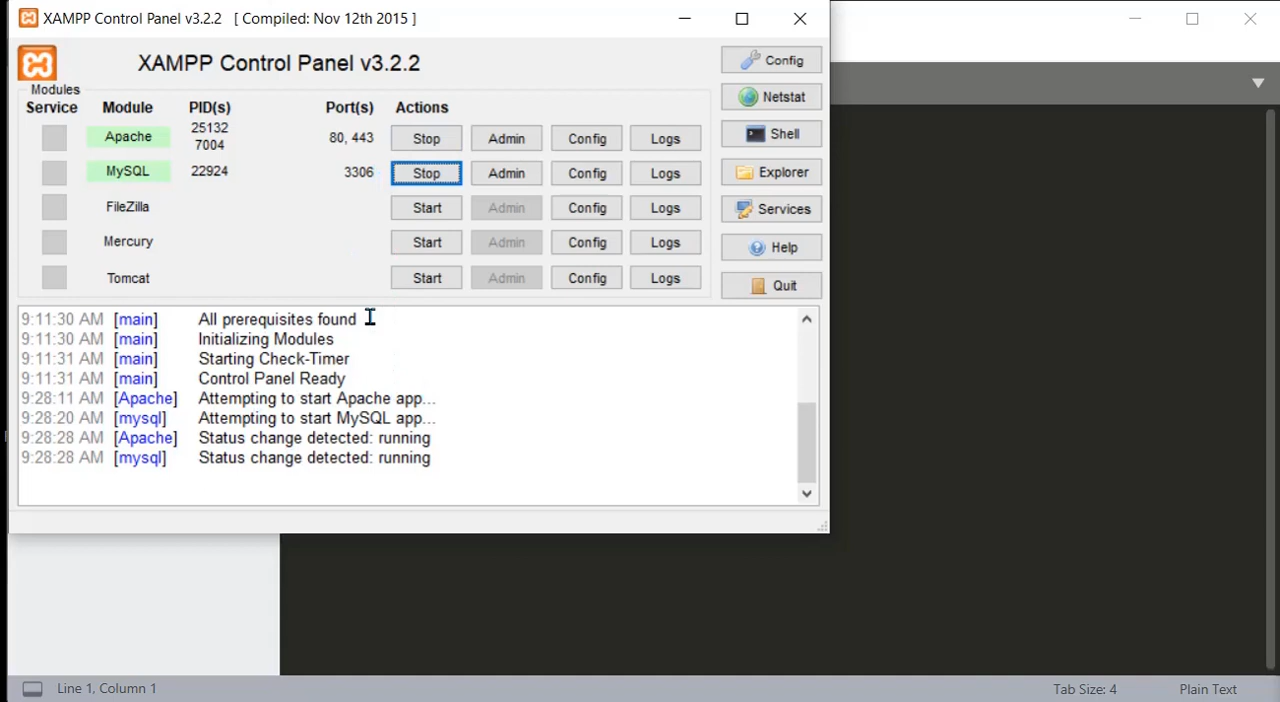 XAMPP Control Panel v3.2.2 [ Compiled: Nov 12th 2015 ]
XAMPP Control Panel v3.2.2
Config
Modules
Service Module PID(s) Port(s) Actions
Netstat
Apache 25132 7004 80, 443 Stop Admin Config Logs
Shell
MySQL 22924 3306 Stop Admin Config Logs
Explorer
FileZilla Start Admin Config Logs
Services
Mercury Start Admin Config Logs
Help
Tomcat Start Admin Config Logs
Quit
9:11:30 AM [main] All prerequisites found
9:11:30 AM [main] Initializing Modules
9:11:31 AM [main] Starting Check-Timer
9:11:31 AM [main] Control Panel Ready
9:28:11 AM [Apache] Attempting to start Apache app...
9:28:20 AM [mysql] Attempting to start MySQL app...
9:28:28 AM [Apache] Status change detected: running
9:28:28 AM [mysql] Status change detected: running
Line 1, Column 1 Tab Size: 4 Plain Text